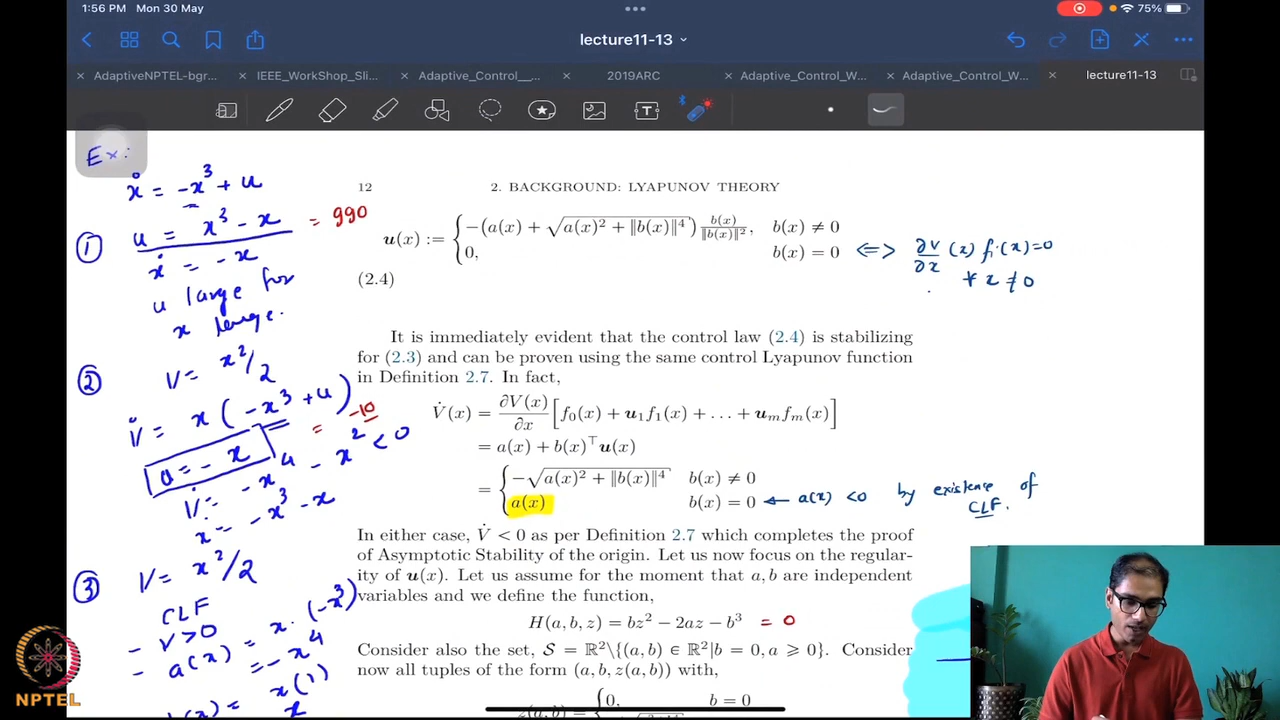 1:56 PM Mon 30 May
75%
lecture11-13
AdaptiveNPTEL-bgr...
IEEE_WorkShop_Sli...
Adaptive_Control__...
2019ARC
Adaptive_Control_W...
Adaptive_Control_W...
lecture11-13
Ex:
ẋ = -x³ + u
① u = x³ - x = 990
ẋ = -x
u large for
x large.
② V = x²/2
V̇ = x(-x³ + u)
u = - x = -10
V̇ = -x⁴ - x² < 0
ẋ = -x³ - x
③ V = x²/2
CLF
- V > 0
- a(x) = x · (-x³)
= -x⁴
b(x) = x(1)
x
12 2. BACKGROUND: LYAPUNOV THEORY
u(x) := { -(a(x) + √(a(x)² + ‖b(x)‖⁴)) b(x)/‖b(x)‖², b(x) ≠ 0
0, b(x) = 0 ⟺ ∂V/∂x (x) fᵢ(x) = 0
∀ x ≠ 0
(2.4)
It is immediately evident that the control law (2.4) is stabilizing
for (2.3) and can be proven using the same control Lyapunov function
in Definition 2.7. In fact,
V̇(x) = ∂V(x)/∂x [f₀(x) + u₁f₁(x) + . . . + uₘfₘ(x)]
= a(x) + b(x)ᵀu(x)
= { -√(a(x)² + ‖b(x)‖⁴ b(x) ≠ 0
a(x) b(x) = 0 ← a(x) < 0 by existence of
CLF.
In either case, V̇ < 0 as per Definition 2.7 which completes the proof
of Asymptotic Stability of the origin. Let us now focus on the regular-
ity of u(x). Let us assume for the moment that a, b are independent
variables and we define the function,
H(a, b, z) = bz² − 2az − b³ = 0
Consider also the set, S = ℝ²\{(a, b) ∈ ℝ²|b = 0, a ⩾ 0}. Consider
now all tuples of the form (a, b, z(a, b)) with,
z(a, b) = { 0, b = 0
NPTEL